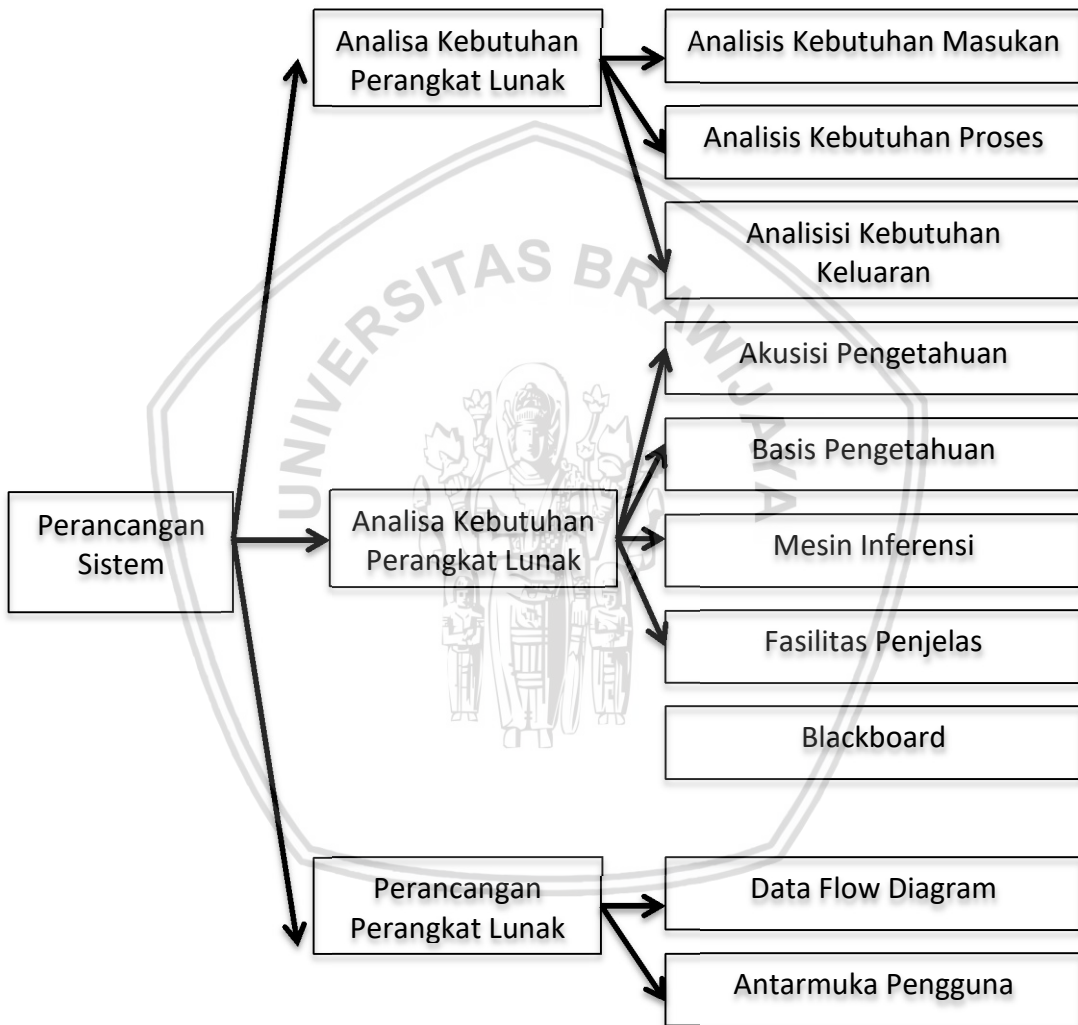 Analisa Kebutuhan
Perangkat Lunak
Analisis Kebutuhan Masukan
Analisis Kebutuhan Proses
Analisisi Kebutuhan
Keluaran
UNIVERSITAS BRAWIJAYA
Akusisi Pengetahuan
Basis Pengetahuan
Perancangan
Sistem
Analisa Kebutuhan
Perangkat Lunak
Mesin Inferensi
Fasilitas Penjelas
Blackboard
Perancangan
Perangkat Lunak
Data Flow Diagram
Antarmuka Pengguna